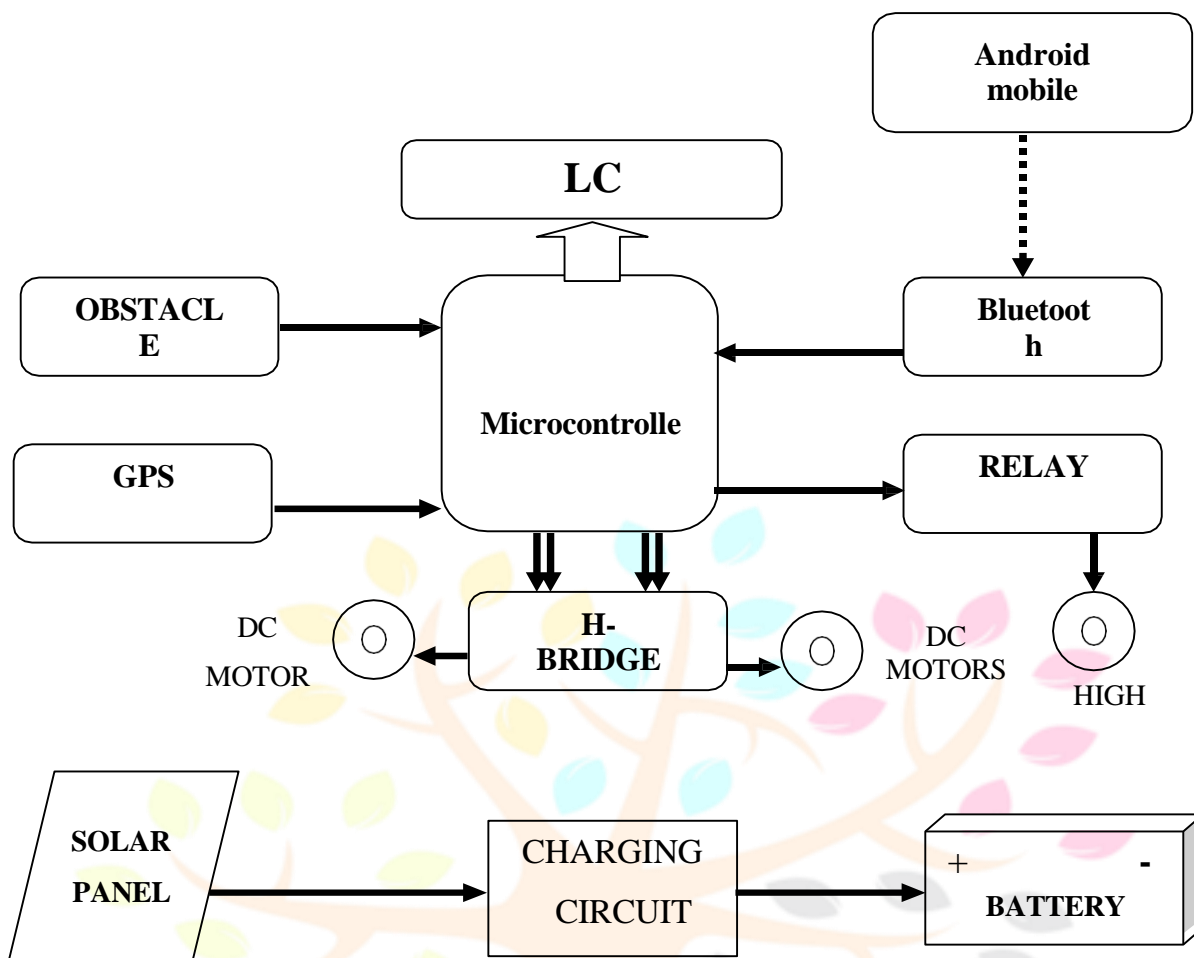 Android
mobile
LC
OBSTACL
E
Bluetoot
h
Microcontrolle
GPS
RELAY
DC
MOTOR
H-
BRIDGE
DC
MOTORS
HIGH
SOLAR
PANEL
CHARGING
CIRCUIT
+ -
BATTERY